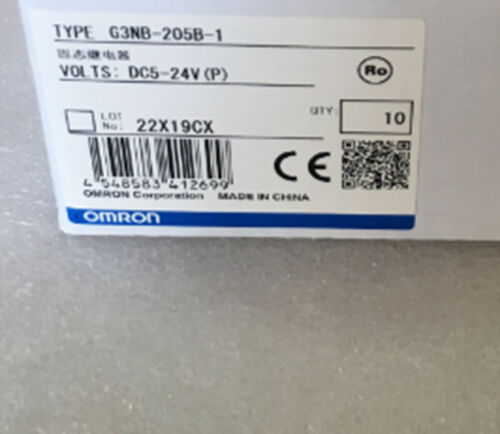 TYPE G3NB-205B-1
固态继电器
VOLTS: DC5-24V(P)
Ro
LOT No: 22X19CX
QTY: 10
4 548583 412699
CE
OMRON Corporation MADE IN CHINA
OMRON